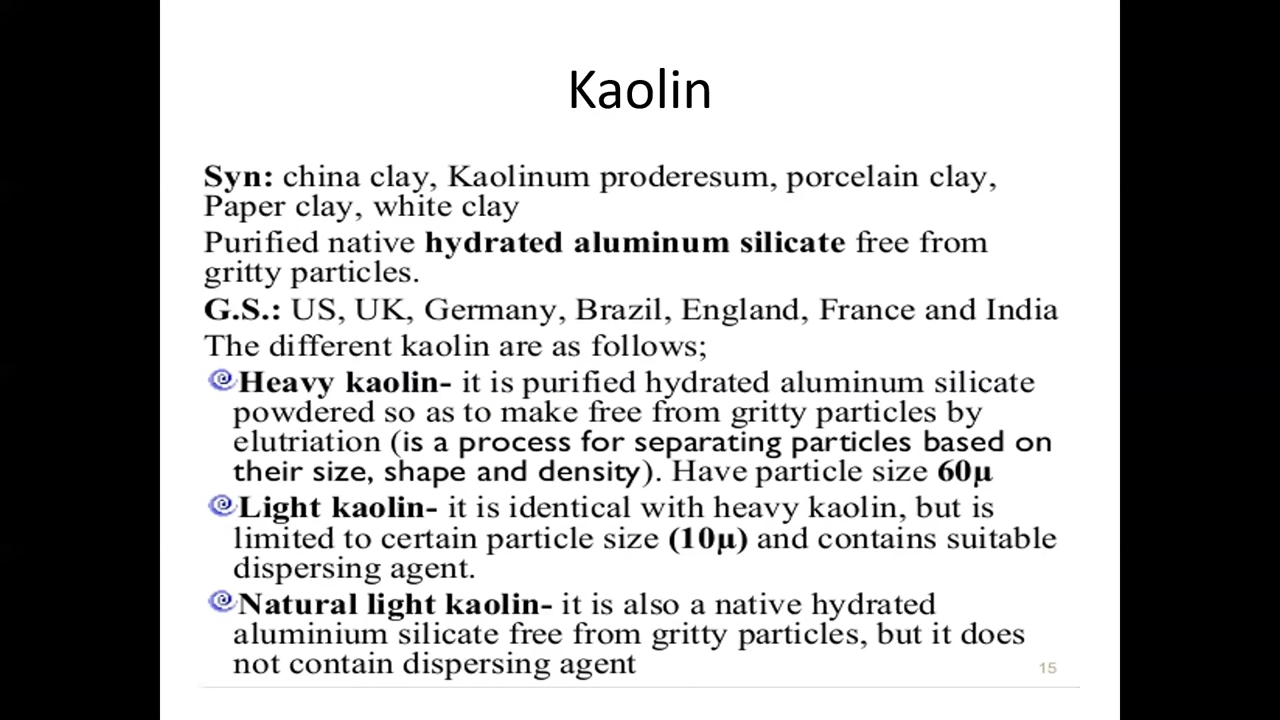 Kaolin
Syn: china clay, Kaolinum proderesum, porcelain clay,
Paper clay, white clay
Purified native hydrated aluminum silicate free from
gritty particles.
G.S.: US, UK, Germany, Brazil, England, France and India
The different kaolin are as follows;
Heavy kaolin- it is purified hydrated aluminum silicate
powdered so as to make free from gritty particles by
elutriation (is a process for separating particles based on
their size, shape and density). Have particle size 60µ
Light kaolin- it is identical with heavy kaolin, but is
limited to certain particle size (10µ) and contains suitable
dispersing agent.
Natural light kaolin- it is also a native hydrated
aluminium silicate free from gritty particles, but it does
not contain dispersing agent
15